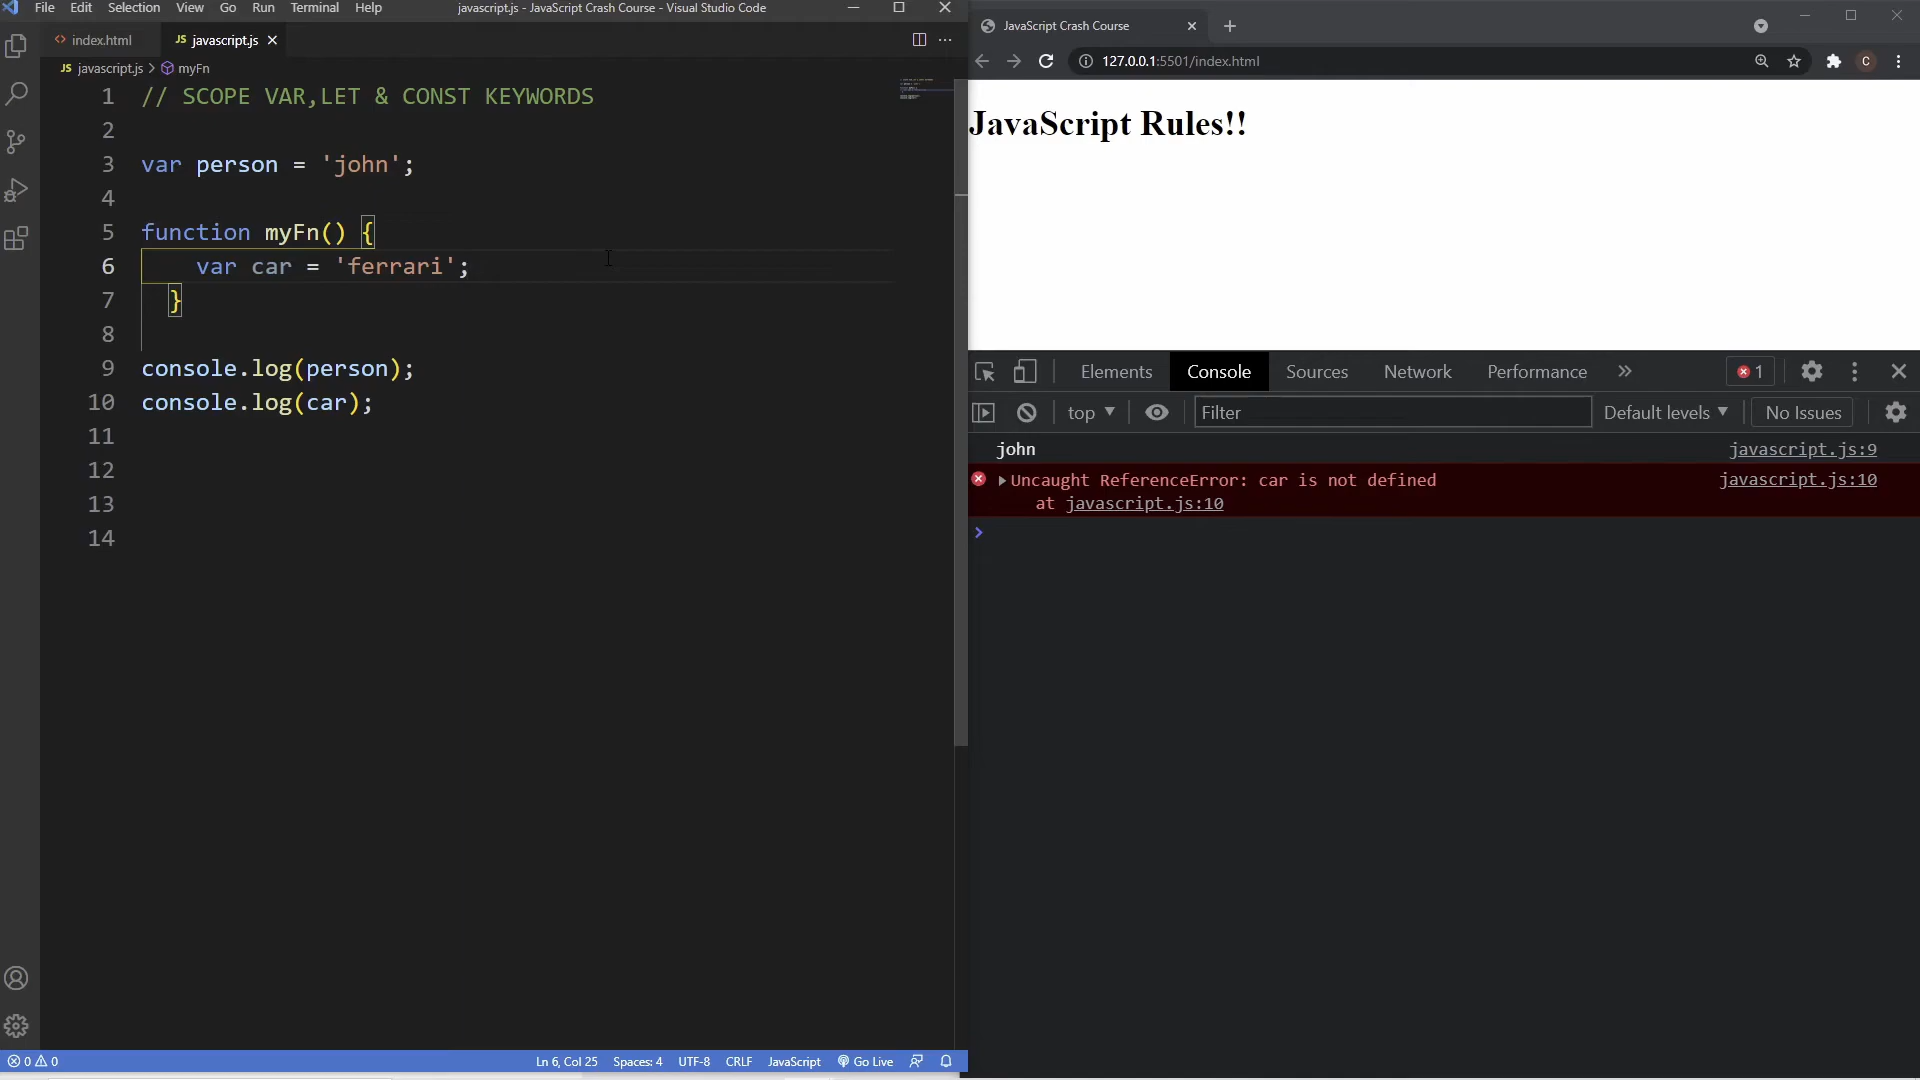 File Edit Selection View Go Run Terminal Help
javascript.js - JavaScript Crash Course - Visual Studio Code
index.html
JS javascript.js
JS javascript.js > myFn
1 // SCOPE VAR,LET & CONST KEYWORDS
2
3 var person = 'john';
4
5 function myFn() {
6 var car = 'ferrari';
7 }
8
9 console.log(person);
10 console.log(car);
11
12
13
14
0 0
Ln 6, Col 25 Spaces: 4 UTF-8 CRLF JavaScript Go Live
JavaScript Crash Course
127.0.0.1:5501/index.html
C
JavaScript Rules!!
Elements Console Sources Network Performance » 1
top Filter Default levels No Issues
john javascript.js:9
Uncaught ReferenceError: car is not defined javascript.js:10
at javascript.js:10